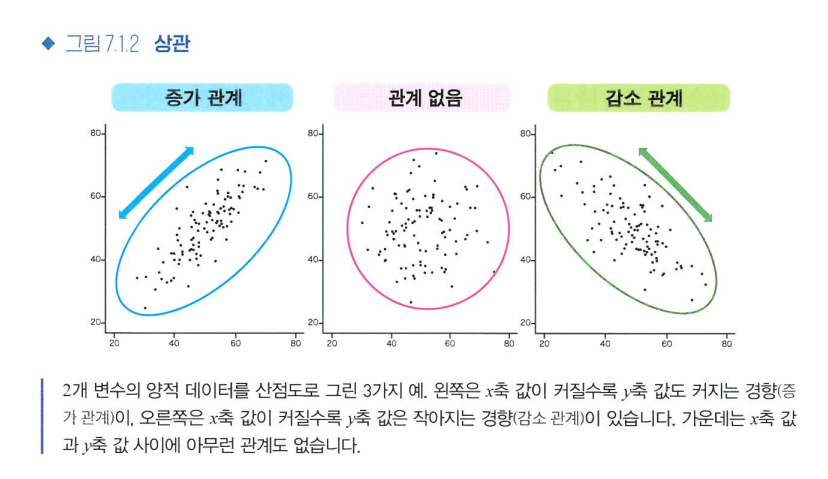 ◆ 그림 7.1.2 상관
증가 관계
관계 없음
감소 관계
80
60
40
20
20 40 60 80
80
60
40
20
20 40 60 80
80
60
40
20
20 40 60 80
2개 변수의 양적 데이터를 산점도로 그린 3가지 예. 왼쪽은 x축 값이 커질수록 y축 값도 커지는 경향(증
가 관계)이, 오른쪽은 x축 값이 커질수록 y축 값은 작아지는 경향(감소 관계)이 있습니다. 가운데는 x축 값
과 y축 값 사이에 아무런 관계도 없습니다.